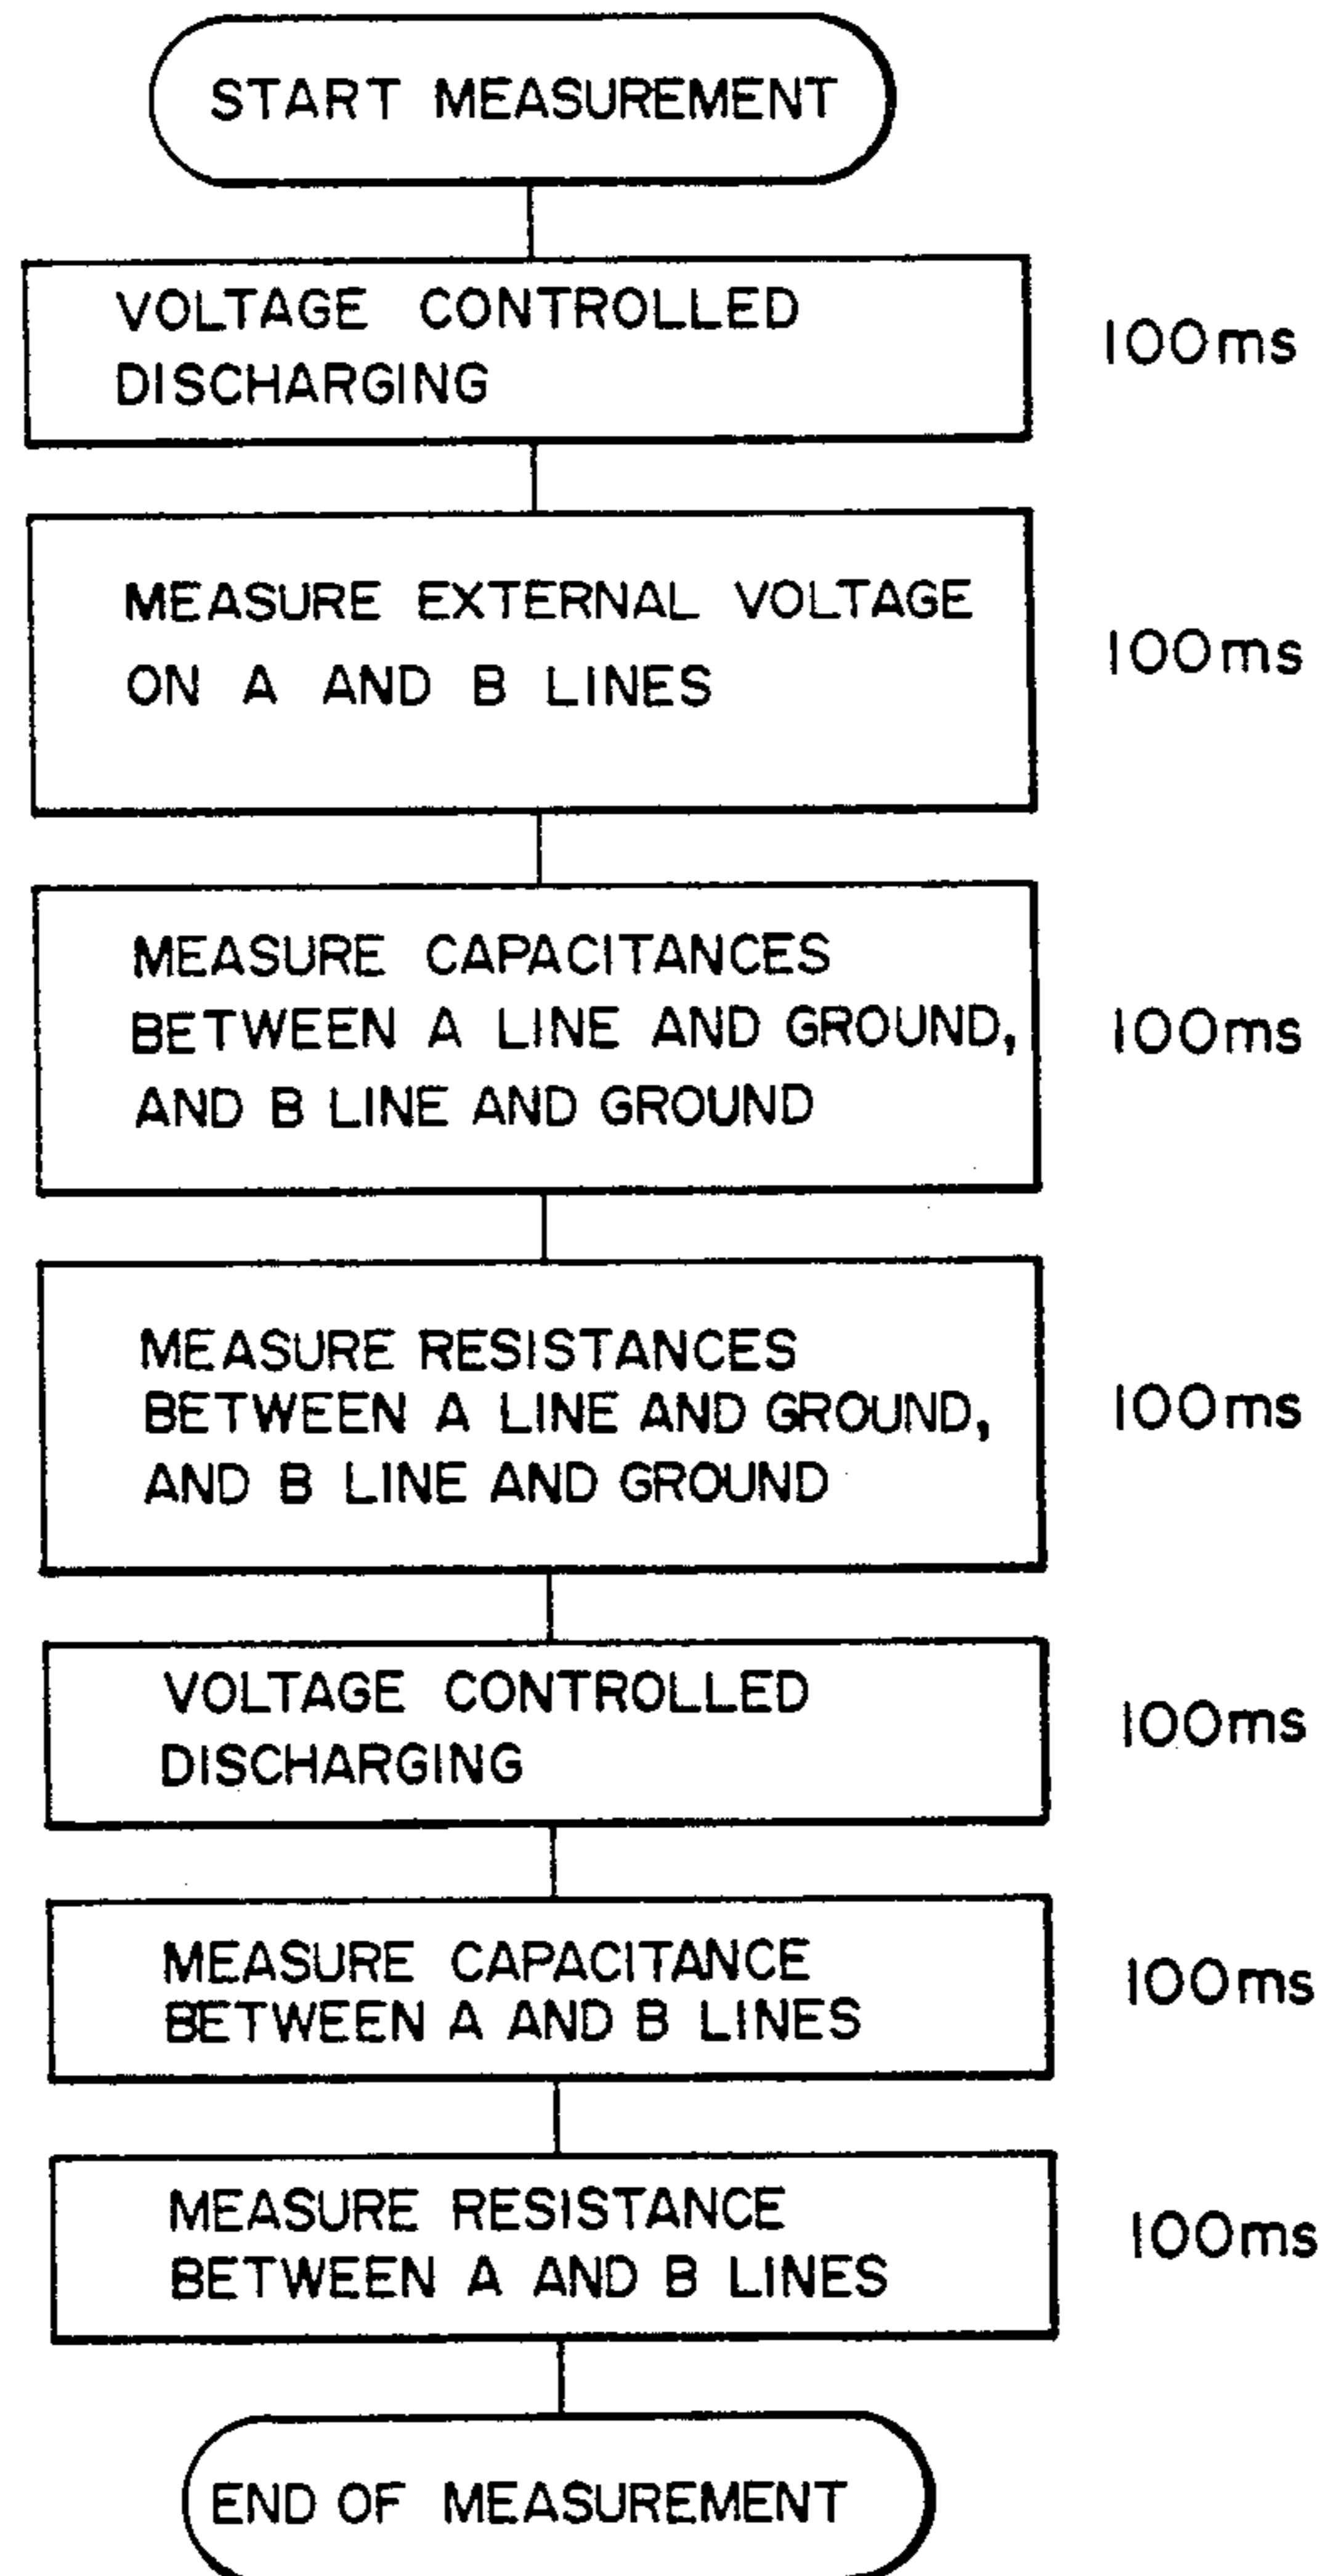 START MEASUREMENT
VOLTAGE CONTROLLED
DISCHARGING
100ms
MEASURE EXTERNAL VOLTAGE
ON A AND B LINES
100ms
MEASURE CAPACITANCES
BETWEEN A LINE AND GROUND,
AND B LINE AND GROUND
100ms
MEASURE RESISTANCES
BETWEEN A LINE AND GROUND,
AND B LINE AND GROUND
100ms
VOLTAGE CONTROLLED
DISCHARGING
100ms
MEASURE CAPACITANCE
BETWEEN A AND B LINES
100ms
MEASURE RESISTANCE
BETWEEN A AND B LINES
100ms
END OF MEASUREMENT